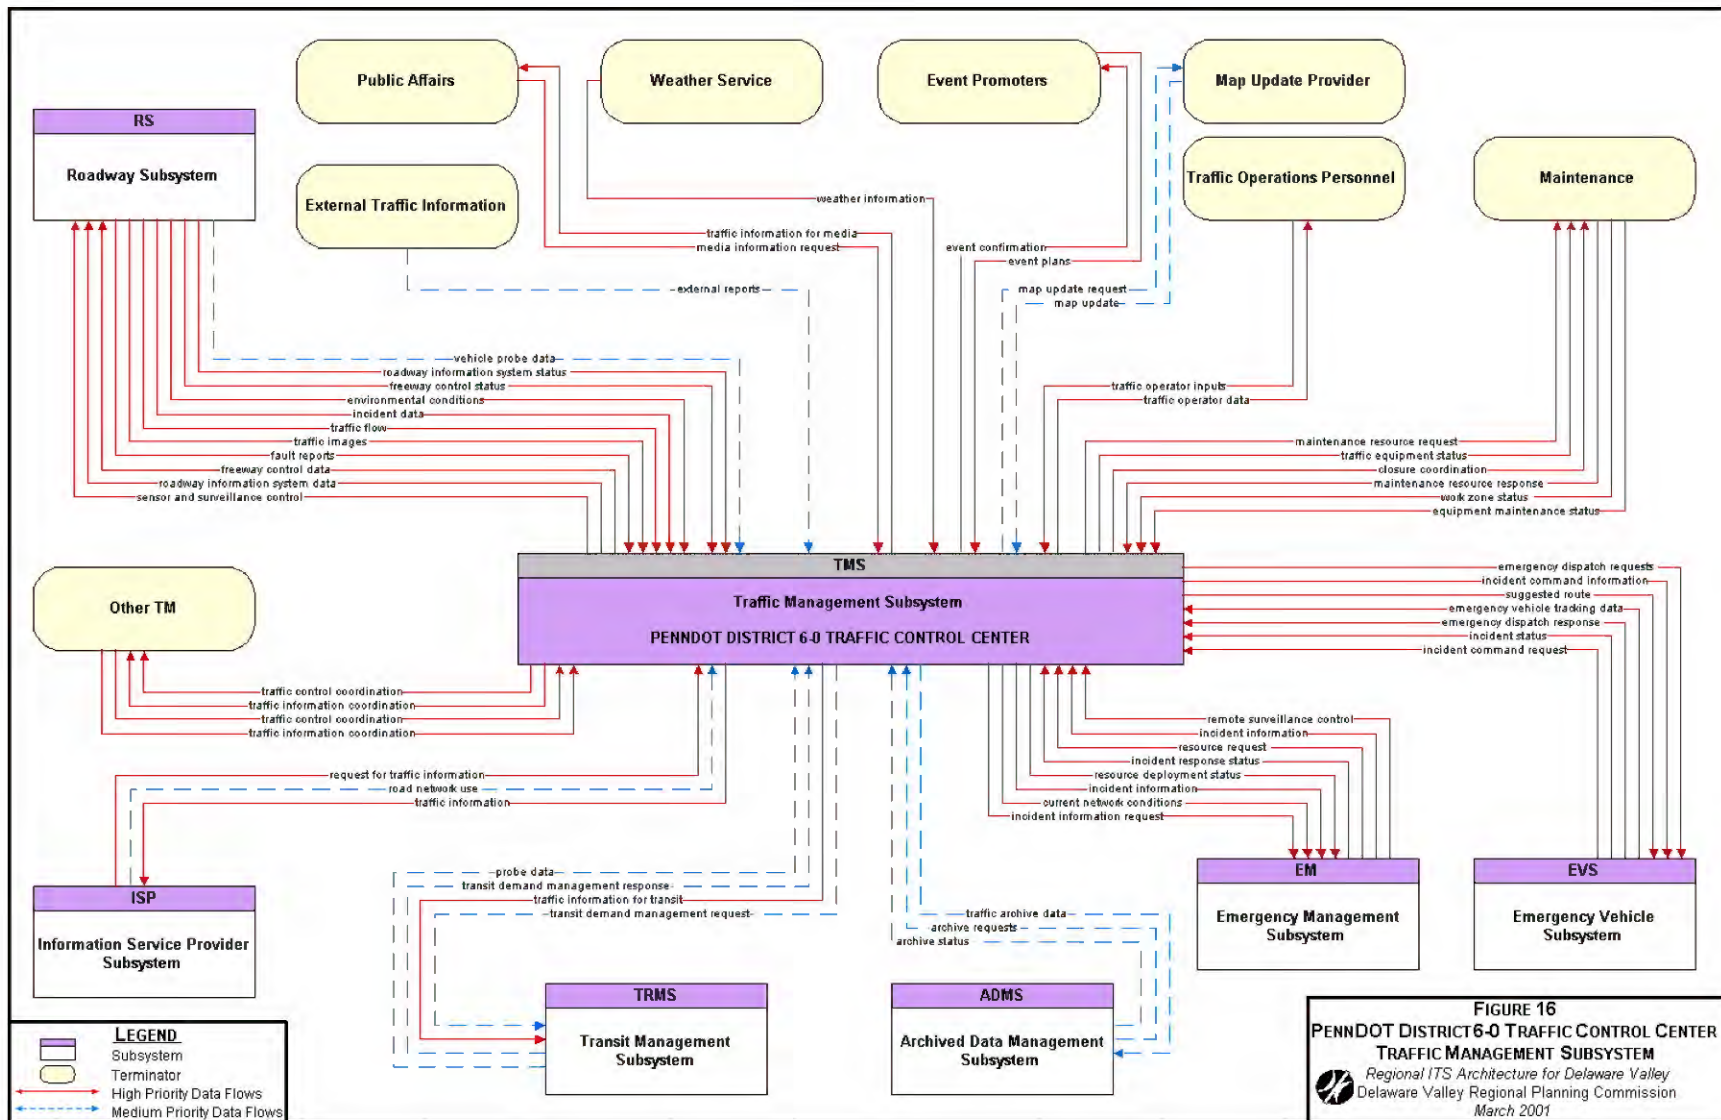 Public Affairs
Weather Service
Event Promoters
Map Update Provider
RS
Roadway Subsystem
External Traffic Information
Traffic Operations Personnel
Maintenance
weather information
traffic information for media
media information request
event confirmation
event plans
external reports
map update request
map update
vehicle probe data
roadway information system status
freeway control status
environmental conditions
incident data
traffic flow
traffic images
fault reports
freeway control data
roadway information system data
sensor and surveillance control
traffic operator inputs
traffic operator data
maintenance resource request
traffic equipment status
closure coordination
maintenance resource response
work zone status
equipment maintenance status
TMS
Traffic Management Subsystem
PENNDOT DISTRICT 6-0 TRAFFIC CONTROL CENTER
emergency dispatch requests
incident command information
suggested route
emergency vehicle tracking data
emergency dispatch response
incident status
incident command request
Other TM
traffic control coordination
traffic information coordination
traffic control coordination
traffic information coordination
request for traffic information
road network use
traffic information
remote surveillance control
incident information
resource request
incident response status
resource deployment status
incident information
current network conditions
incident information request
probe data
transit demand management response
traffic information for transit
transit demand management request
traffic archive data
archive requests
archive status
ISP
Information Service Provider
Subsystem
EM
Emergency Management
Subsystem
EVS
Emergency Vehicle
Subsystem
TRMS
Transit Management
Subsystem
ADMS
Archived Data Management
Subsystem
LEGEND
Subsystem
Terminator
High Priority Data Flows
Medium Priority Data Flows
FIGURE 16
PENNDOT DISTRICT 6-0 TRAFFIC CONTROL CENTER
TRAFFIC MANAGEMENT SUBSYSTEM
Regional ITS Architecture for Delaware Valley
Delaware Valley Regional Planning Commission
March 2001